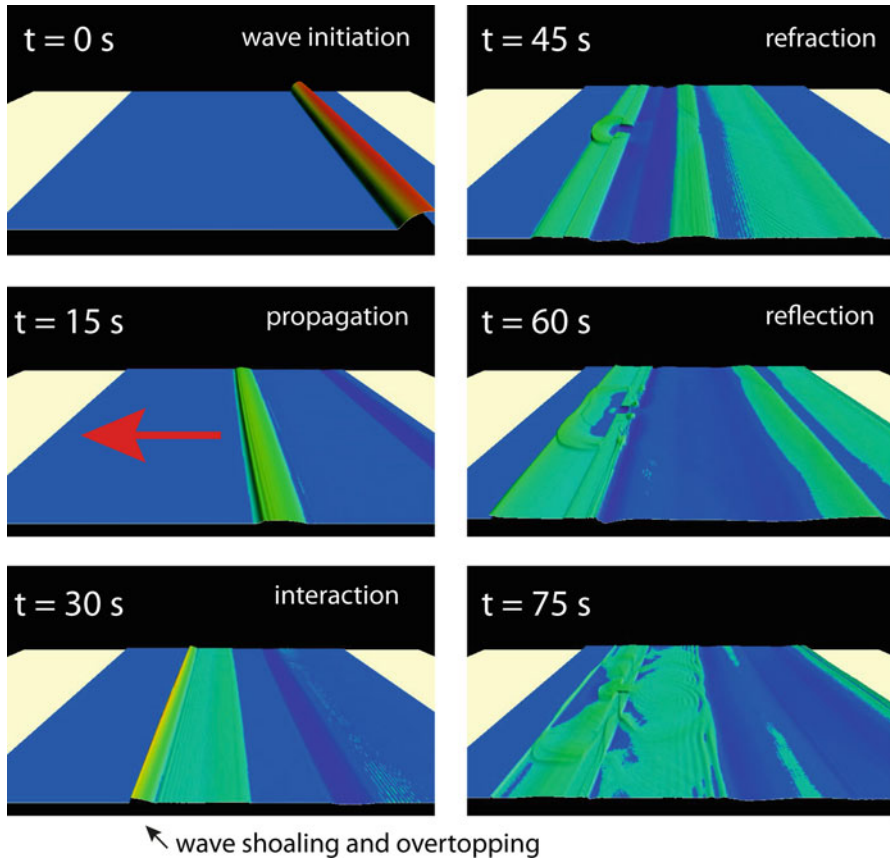 t = 0 s
wave initiation
t = 15 s
propagation
t = 30 s
interaction
wave shoaling and overtopping
t = 45 s
refraction
t = 60 s
reflection
t = 75 s